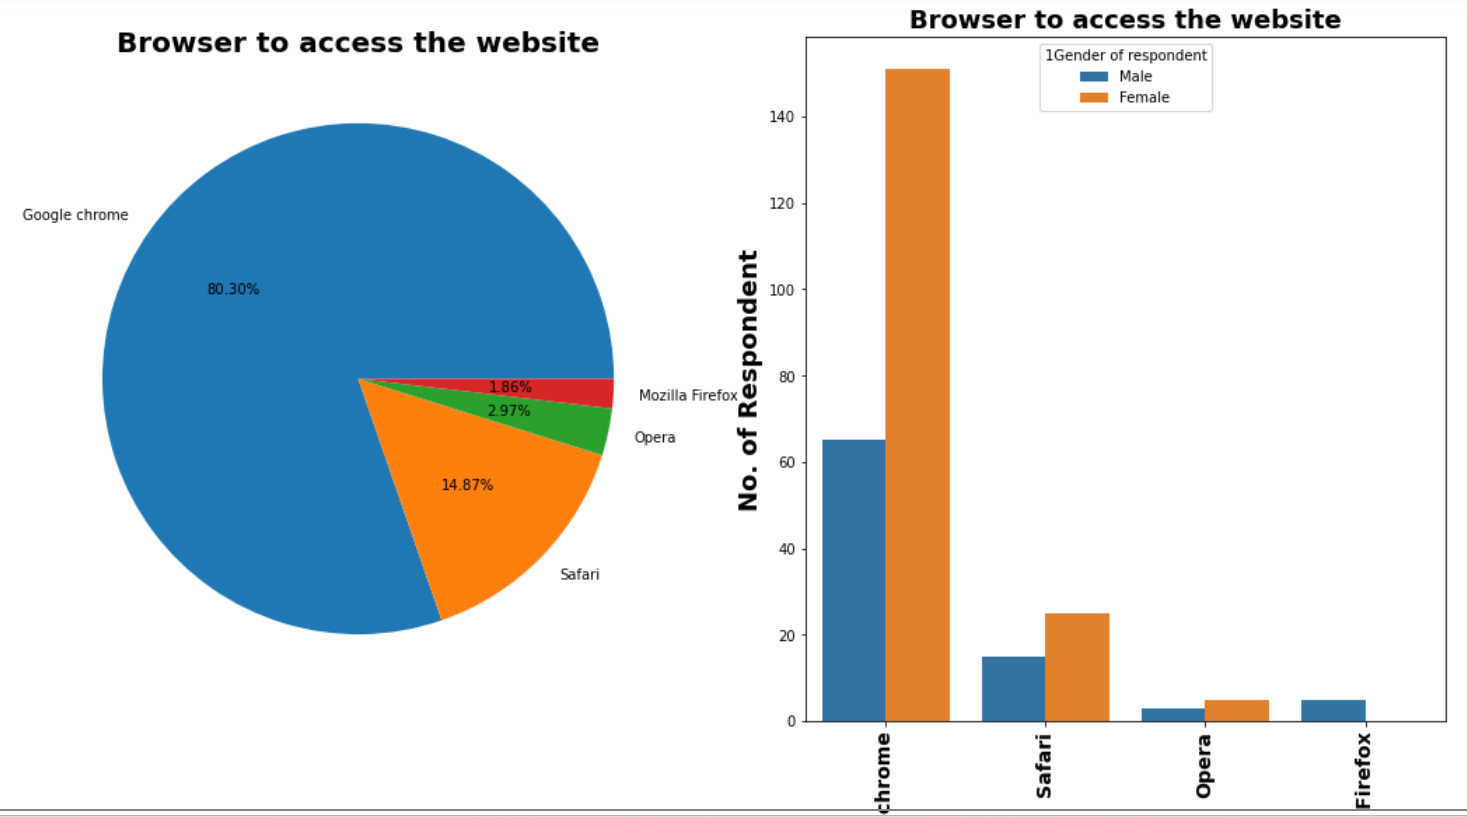 Browser to access the website
Google chrome
80.30%
1.86%
Mozilla Firefox
2.97%
Opera
14.87%
Safari
Browser to access the website
1Gender of respondent
Male
Female
No. of Respondent
140
120
100
80
60
40
20
0
chrome
Safari
Opera
Firefox